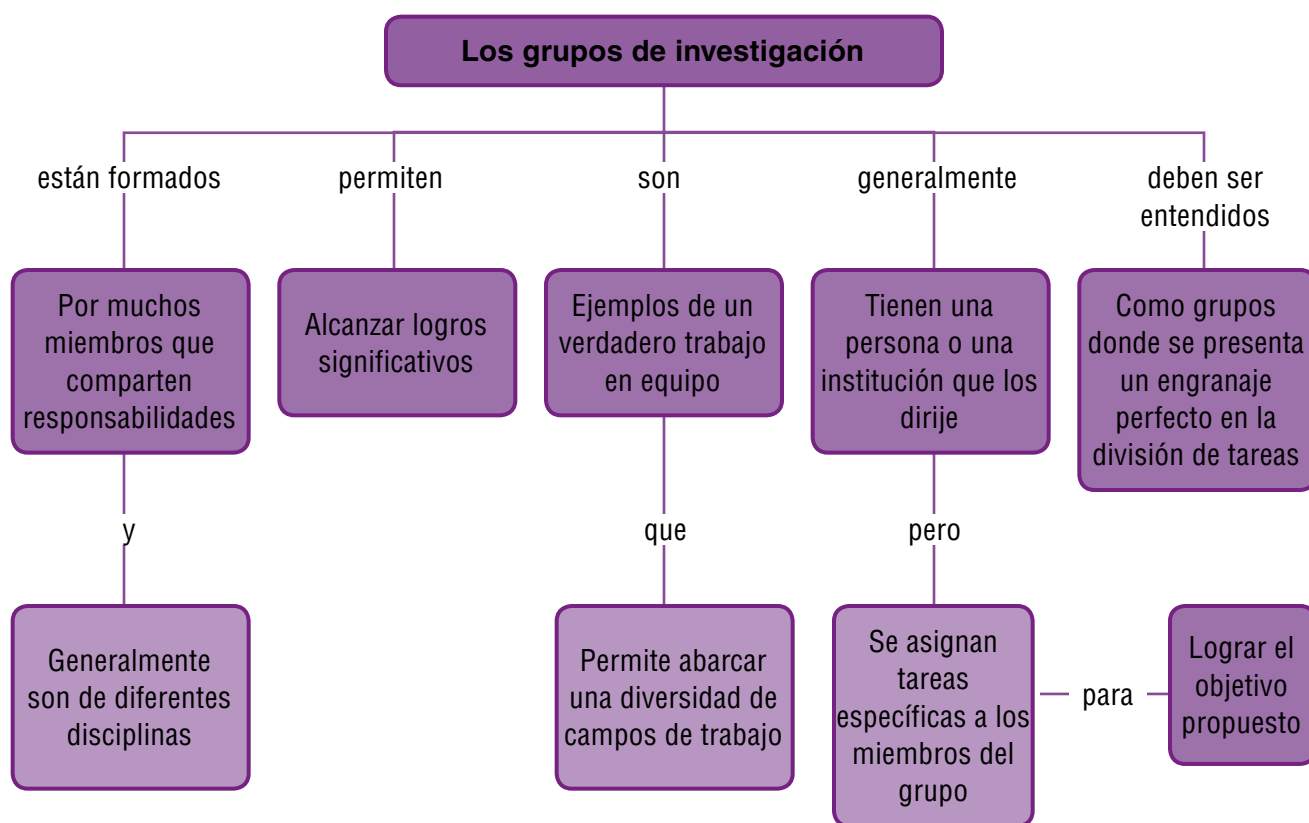 Los grupos de investigación
están formados
permiten
son
generalmente
deben ser
entendidos
Por muchos
miembros que
comparten
responsabilidades
Alcanzar logros
significativos
Ejemplos de un
verdadero trabajo
en equipo
Tienen una
persona o una
institución que los
dirije
Como grupos
donde se presenta
un engranaje
perfecto en la
división de tareas
y
que
pero
Generalmente
son de diferentes
disciplinas
Permite abarcar
una diversidad de
campos de trabajo
Se asignan
tareas
específicas a los
miembros del
grupo
para
Lograr el
objetivo
propuesto